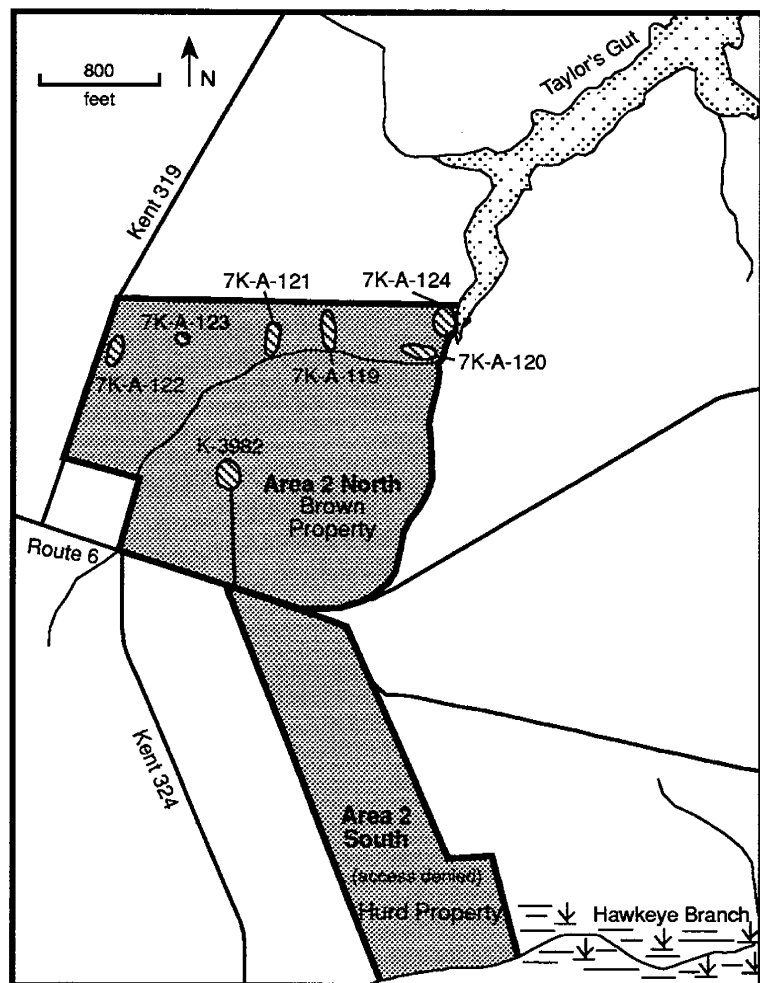 800
feet
N
Taylor's Gut
Kent 319
7K-A-121
7K-A-124
7K-A-123
7K-A-122
7K-A-119
7K-A-120
K-3982
Area 2 North
Brown
Property
Route 6
Kent 324
Area 2
South
(access denied)
Hurd Property
Hawkeye Branch